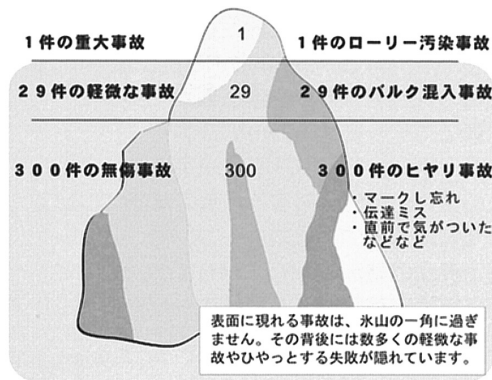 １件の重大事故 1 １件のローリー汚染事故
２９件の軽微な事故 29 ２９件のバルク混入事故
３００件の無傷事故 300 ３００件のヒヤリ事故
・マークし忘れ
・伝達ミス
・直前で気がついた
などなど
表面に現れる事故は、氷山の一角に過ぎ
ません。その背後には数多くの軽微な事
故やひやっとする失敗が隠れています。